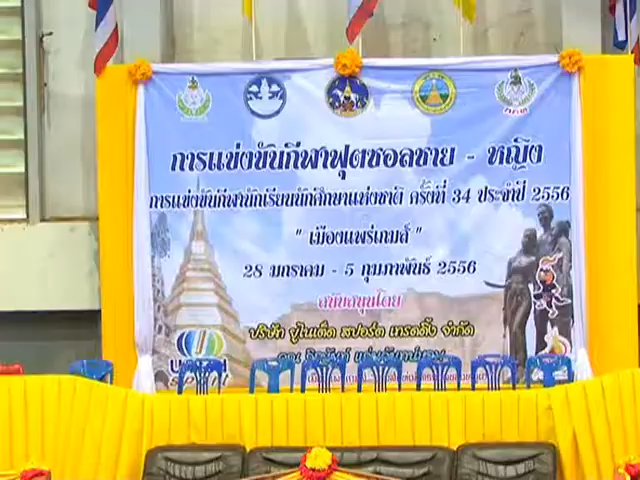 การแข่งขันกีฬาฟุตซอลชาย - หญิง
การแข่งขันกีฬานักเรียนนักศึกษาแห่งชาติ ครั้งที่ 34 ประจำปี 2556
" เมืองแพร่เกมส์ "
28 มกราคม - 5 กุมภาพันธ์ 2556
สนับสนุนโดย
บริษัท ยูไนเต็ด สปอร์ต เทรดดิ้ง จำกัด